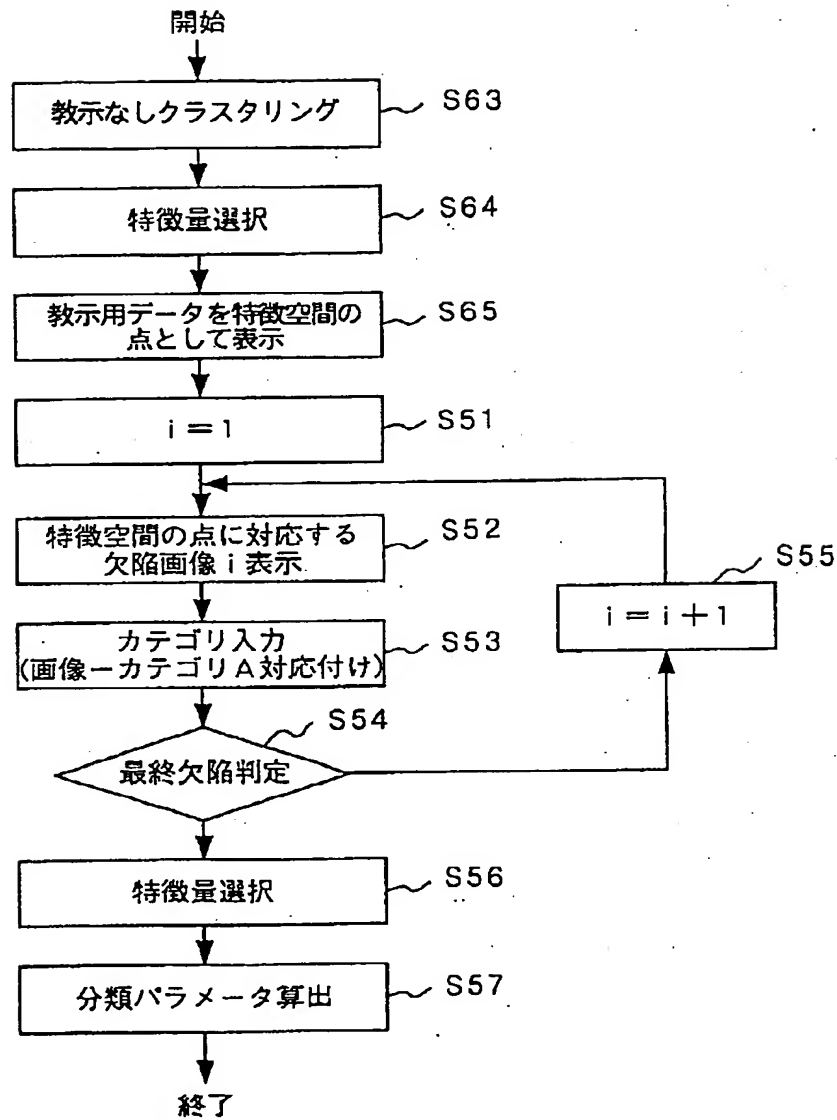 開始
教示なしクラスタリング
S63
特徴量選択
S64
教示用データを特徴空間の
点として表示
S65
i=1
S51
特徴空間の点に対応する
欠陥画像i表示
S52
i=i+1
S55
カテゴリ入力
(画像−カテゴリA対応付け)
S53
最終欠陥判定
S54
特徴量選択
S56
分類パラメータ算出
S57
終了